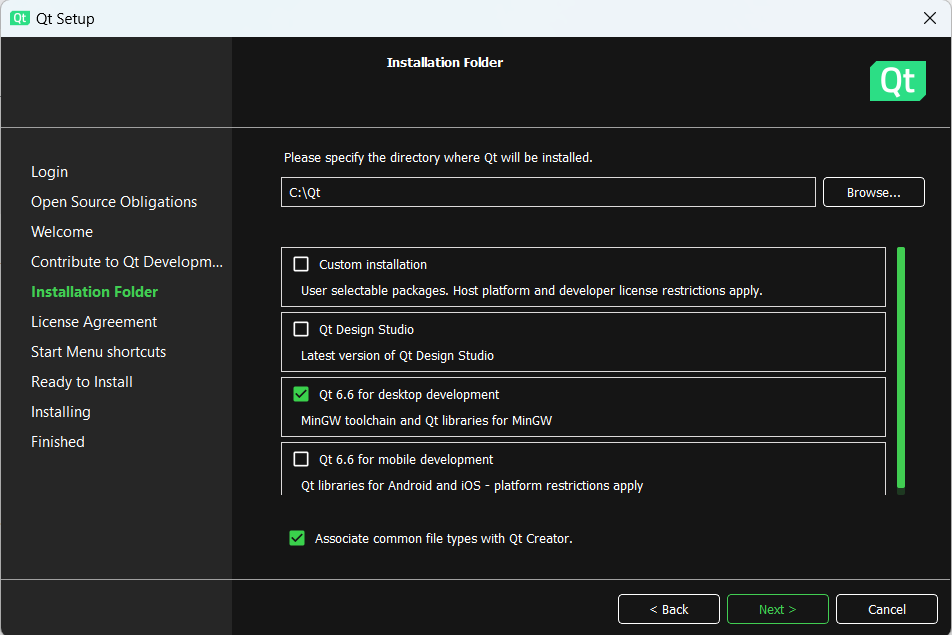 Qt Qt Setup
Installation Folder
Qt
Login
Open Source Obligations
Welcome
Contribute to Qt Developm...
Installation Folder
License Agreement
Start Menu shortcuts
Ready to Install
Installing
Finished
Please specify the directory where Qt will be installed.
C:\Qt
Browse...
Custom installation
User selectable packages. Host platform and developer license restrictions apply.
Qt Design Studio
Latest version of Qt Design Studio
Qt 6.6 for desktop development
MinGW toolchain and Qt libraries for MinGW
Qt 6.6 for mobile development
Qt libraries for Android and iOS - platform restrictions apply
Associate common file types with Qt Creator.
< Back
Next >
Cancel